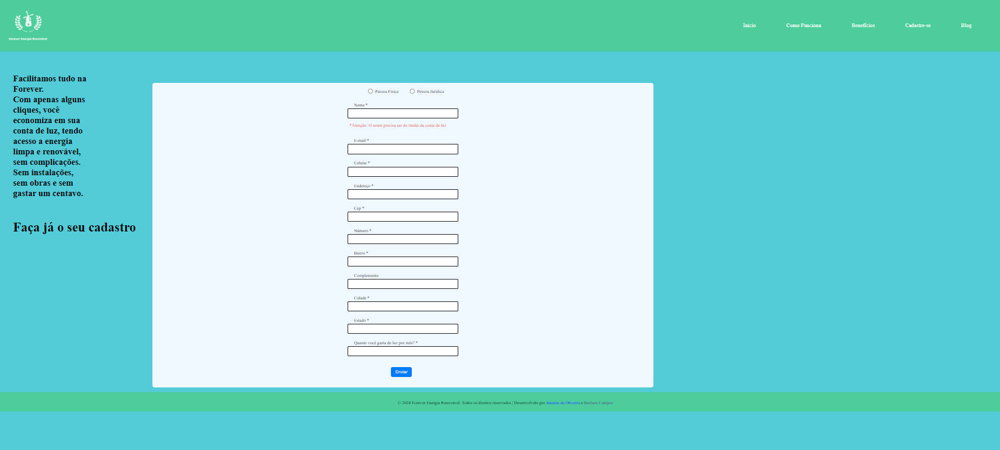 Forever Energia Renovável
Inicio
Como Funciona
Benefícios
Cadastre-se
Blog
Facilitamos tudo na
Forever.
Com apenas alguns
cliques, você
economiza em sua
conta de luz, tendo
acesso a energia
limpa e renovável,
sem complicações.
Sem instalações,
sem obras e sem
gastar um centavo.
Faça já o seu cadastro
Pessoa Física
Pessoa Jurídica
Nome *
*Atenção: O nome precisa ser do titular da conta de luz
E-mail *
Celular *
Endereço *
Cep *
Número *
Bairro *
Complemento
Cidade *
Estado *
Quanto você gasta de luz por mês? *
Enviar
© 2024 Forever Energia Renovável. Todos os direitos reservados | Desenvolvido por Janaina de Oliveira e Barbara Campos